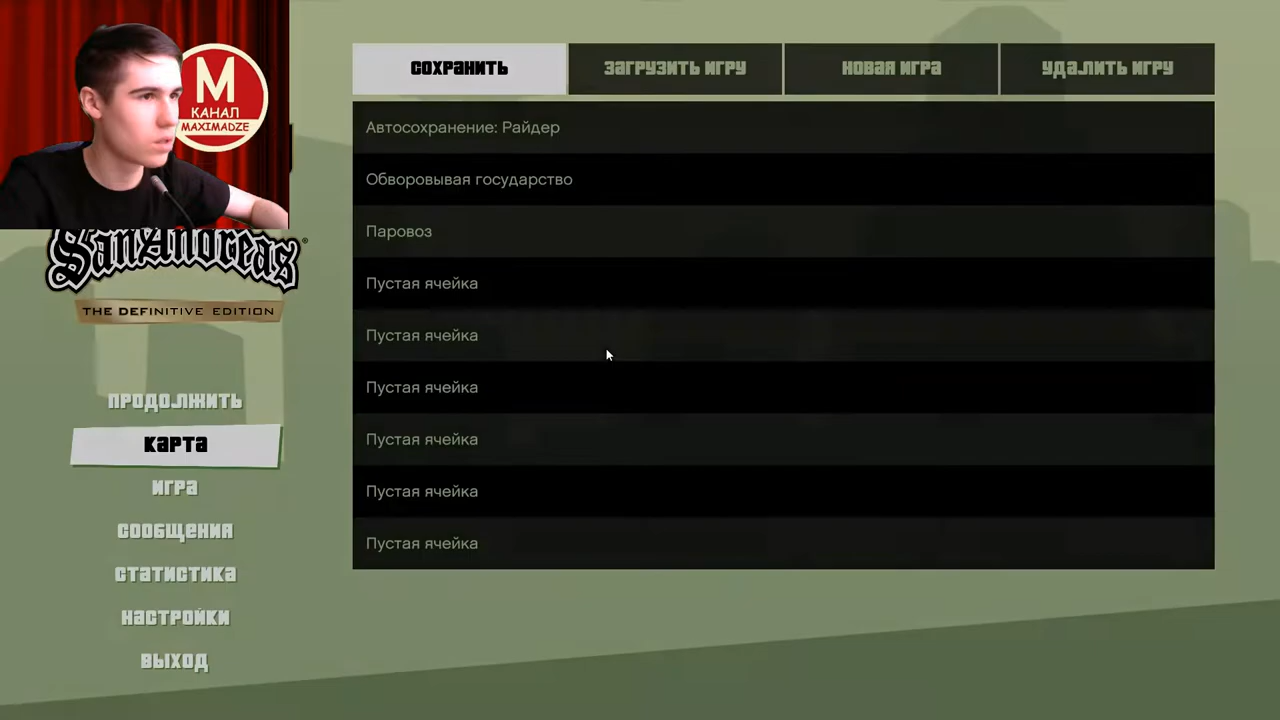 M
КАНАЛ
MAXIMADZE
SanAndreas
THE DEFINITIVE EDITION
ПРОДОЛЖИТЬ
КАРТА
ИГРА
СООБЩЕНИЯ
СТАТИСТИКА
НАСТРОЙКИ
ВЫХОД
СОХРАНИТЬ
ЗАГРУЗИТЬ ИГРУ
НОВАЯ ИГРА
УДАЛИТЬ ИГРУ
Автосохранение: Райдер
Обворовывая государство
Паровоз
Пустая ячейка
Пустая ячейка
Пустая ячейка
Пустая ячейка
Пустая ячейка
Пустая ячейка